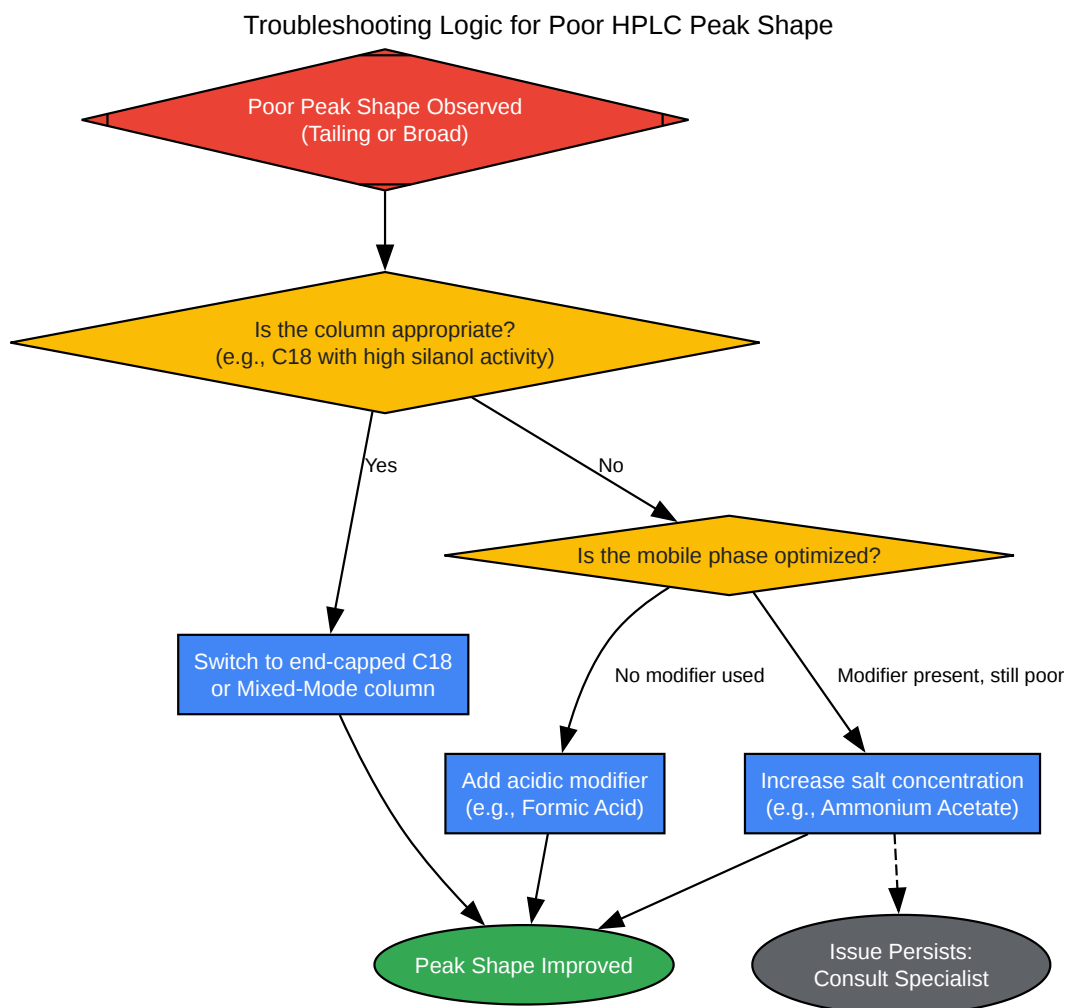 Troubleshooting Logic for Poor HPLC Peak Shape
Poor Peak Shape Observed
(Tailing or Broad)
Is the column appropriate?
(e.g., C18 with high silanol activity)
Yes
No
Is the mobile phase optimized?
Switch to end-capped C18
or Mixed-Mode column
No modifier used
Modifier present, still poor
Add acidic modifier
(e.g., Formic Acid)
Increase salt concentration
(e.g., Ammonium Acetate)
Peak Shape Improved
Issue Persists:
Consult Specialist